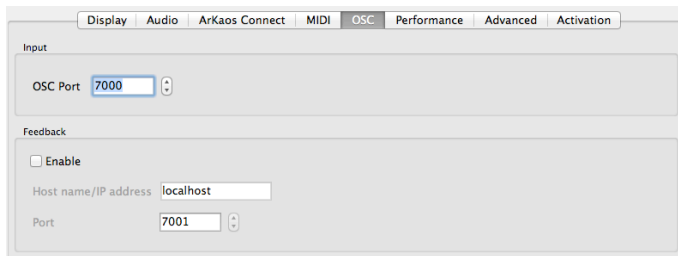 Display Audio ArKaos Connect MIDI OSC Performance Advanced Activation
Input
OSC Port 7000
Feedback
Enable
Host name/IP address localhost
Port 7001